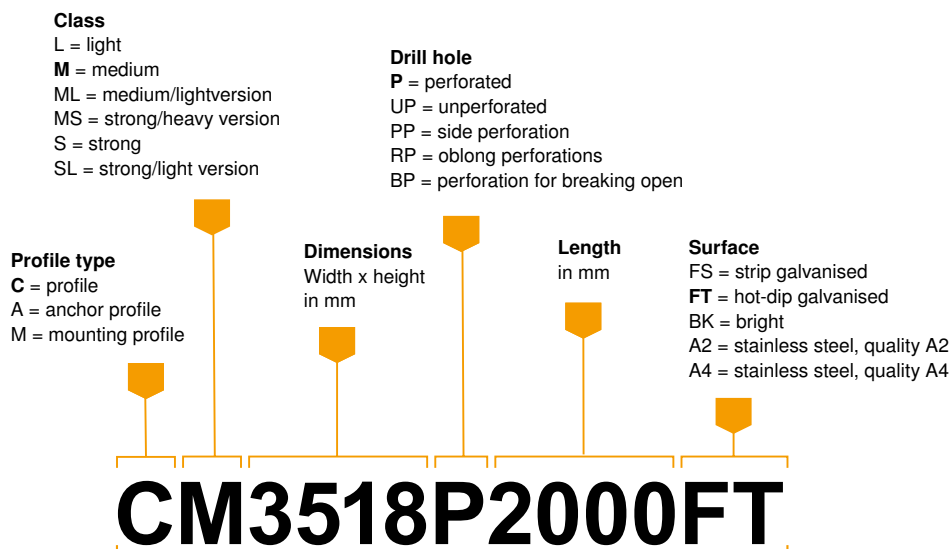 Class
L = light
M = medium
ML = medium/lightversion
MS = strong/heavy version
S = strong
SL = strong/light version
Drill hole
P = perforated
UP = unperforated
PP = side perforation
RP = oblong perforations
BP = perforation for breaking open
Profile type
C = profile
A = anchor profile
M = mounting profile
Dimensions
Width x height
in mm
Length
in mm
Surface
FS = strip galvanised
FT = hot-dip galvanised
BK = bright
A2 = stainless steel, quality A2
A4 = stainless steel, quality A4
CM3518P2000FT